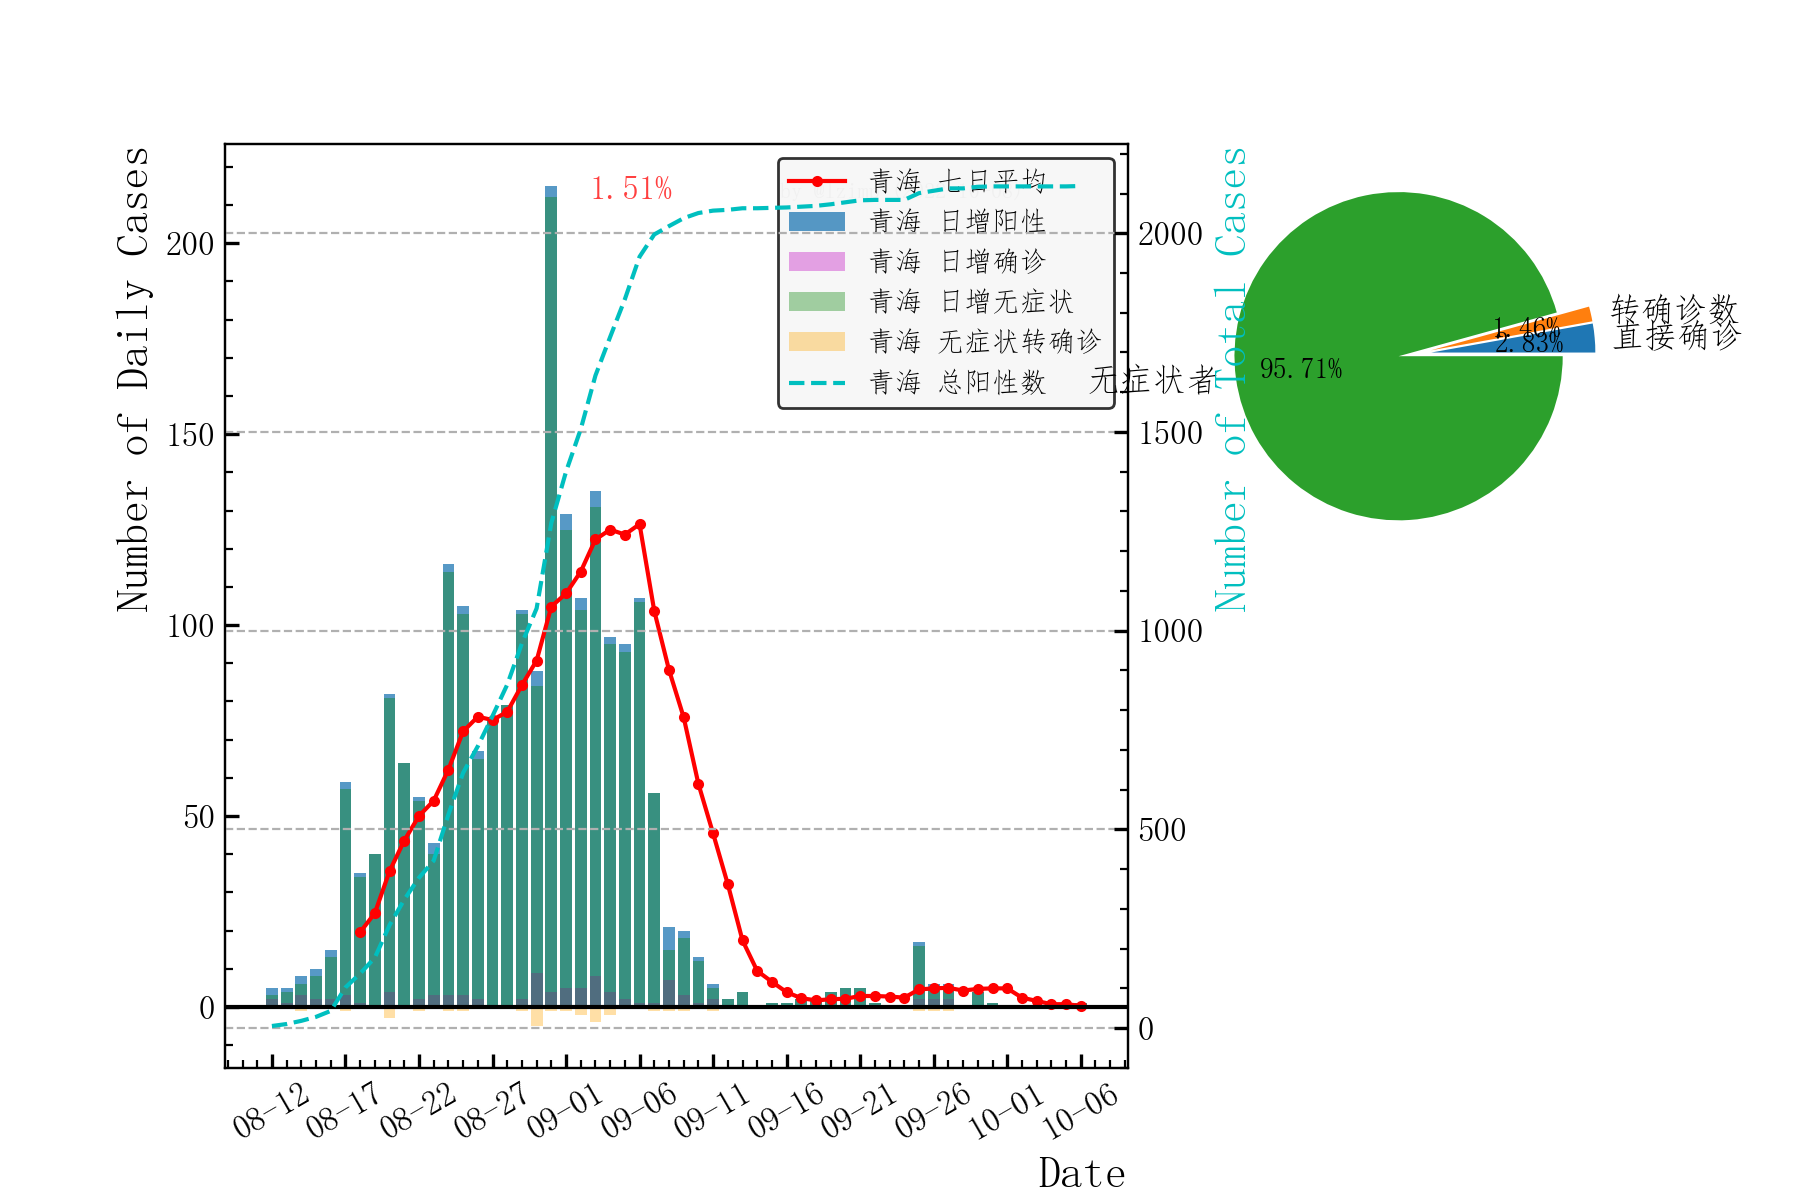 Number of Daily Cases
200
150
100
50
0
1.51%
青海 七日平均
青海 日增阳性
青海 日增确诊
青海 日增无症状
青海 无症状转确诊
青海 总阳性数
2000
1500
1000
500
0
Number of Total Cases
08-12
08-17
08-22
08-27
09-01
09-06
09-11
09-16
09-21
09-26
10-01
10-06
Date
转确诊数
1.46%
直接确诊
2.83%
95.71%
无症状者